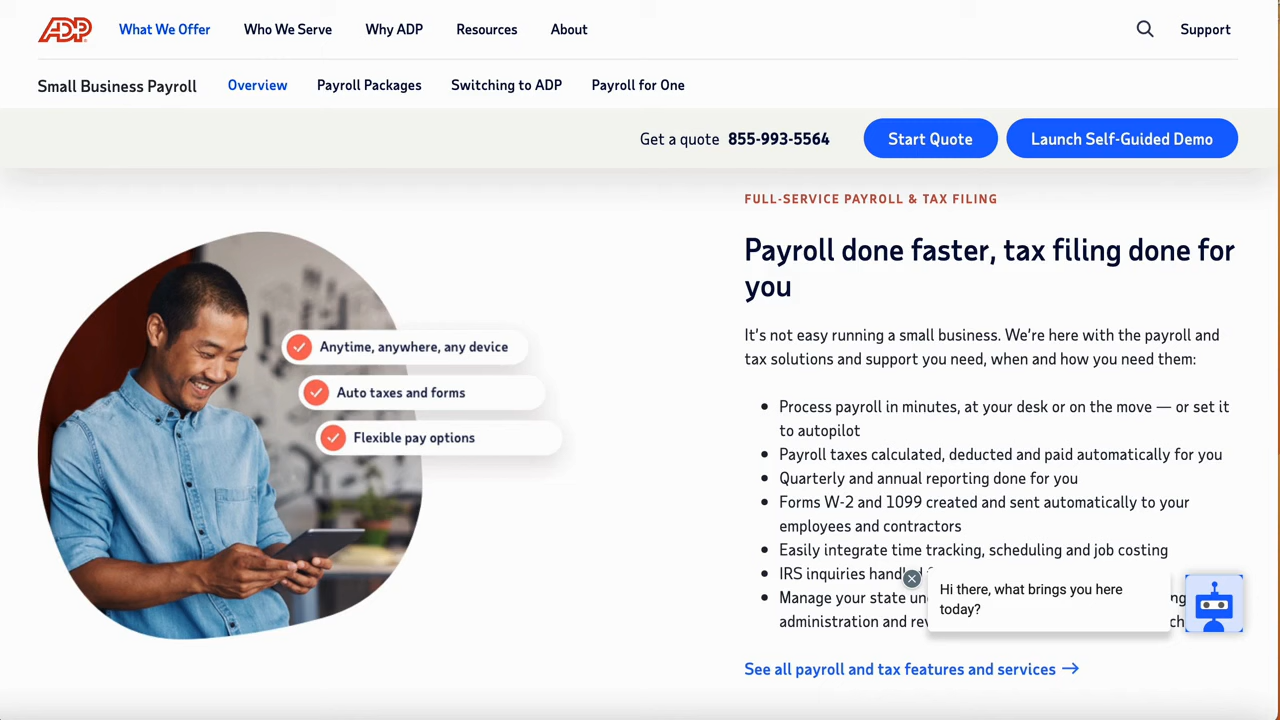 ADP
What We Offer
Who We Serve
Why ADP
Resources
About
Support
Small Business Payroll
Overview
Payroll Packages
Switching to ADP
Payroll for One
Get a quote 855-993-5564
Start Quote
Launch Self-Guided Demo
FULL-SERVICE PAYROLL & TAX FILING
Payroll done faster, tax filing done for
you
It's not easy running a small business. We're here with the payroll and
tax solutions and support you need, when and how you need them:
Anytime, anywhere, any device
Auto taxes and forms
Flexible pay options
• Process payroll in minutes, at your desk or on the move — or set it
to autopilot
• Payroll taxes calculated, deducted and paid automatically for you
• Quarterly and annual reporting done for you
• Forms W-2 and 1099 created and sent automatically to your
employees and contractors
• Easily integrate time tracking, scheduling and job costing
• IRS inquiries
• Manage your state
administration and
Hi there, what brings you here
today?
See all payroll and tax features and services →